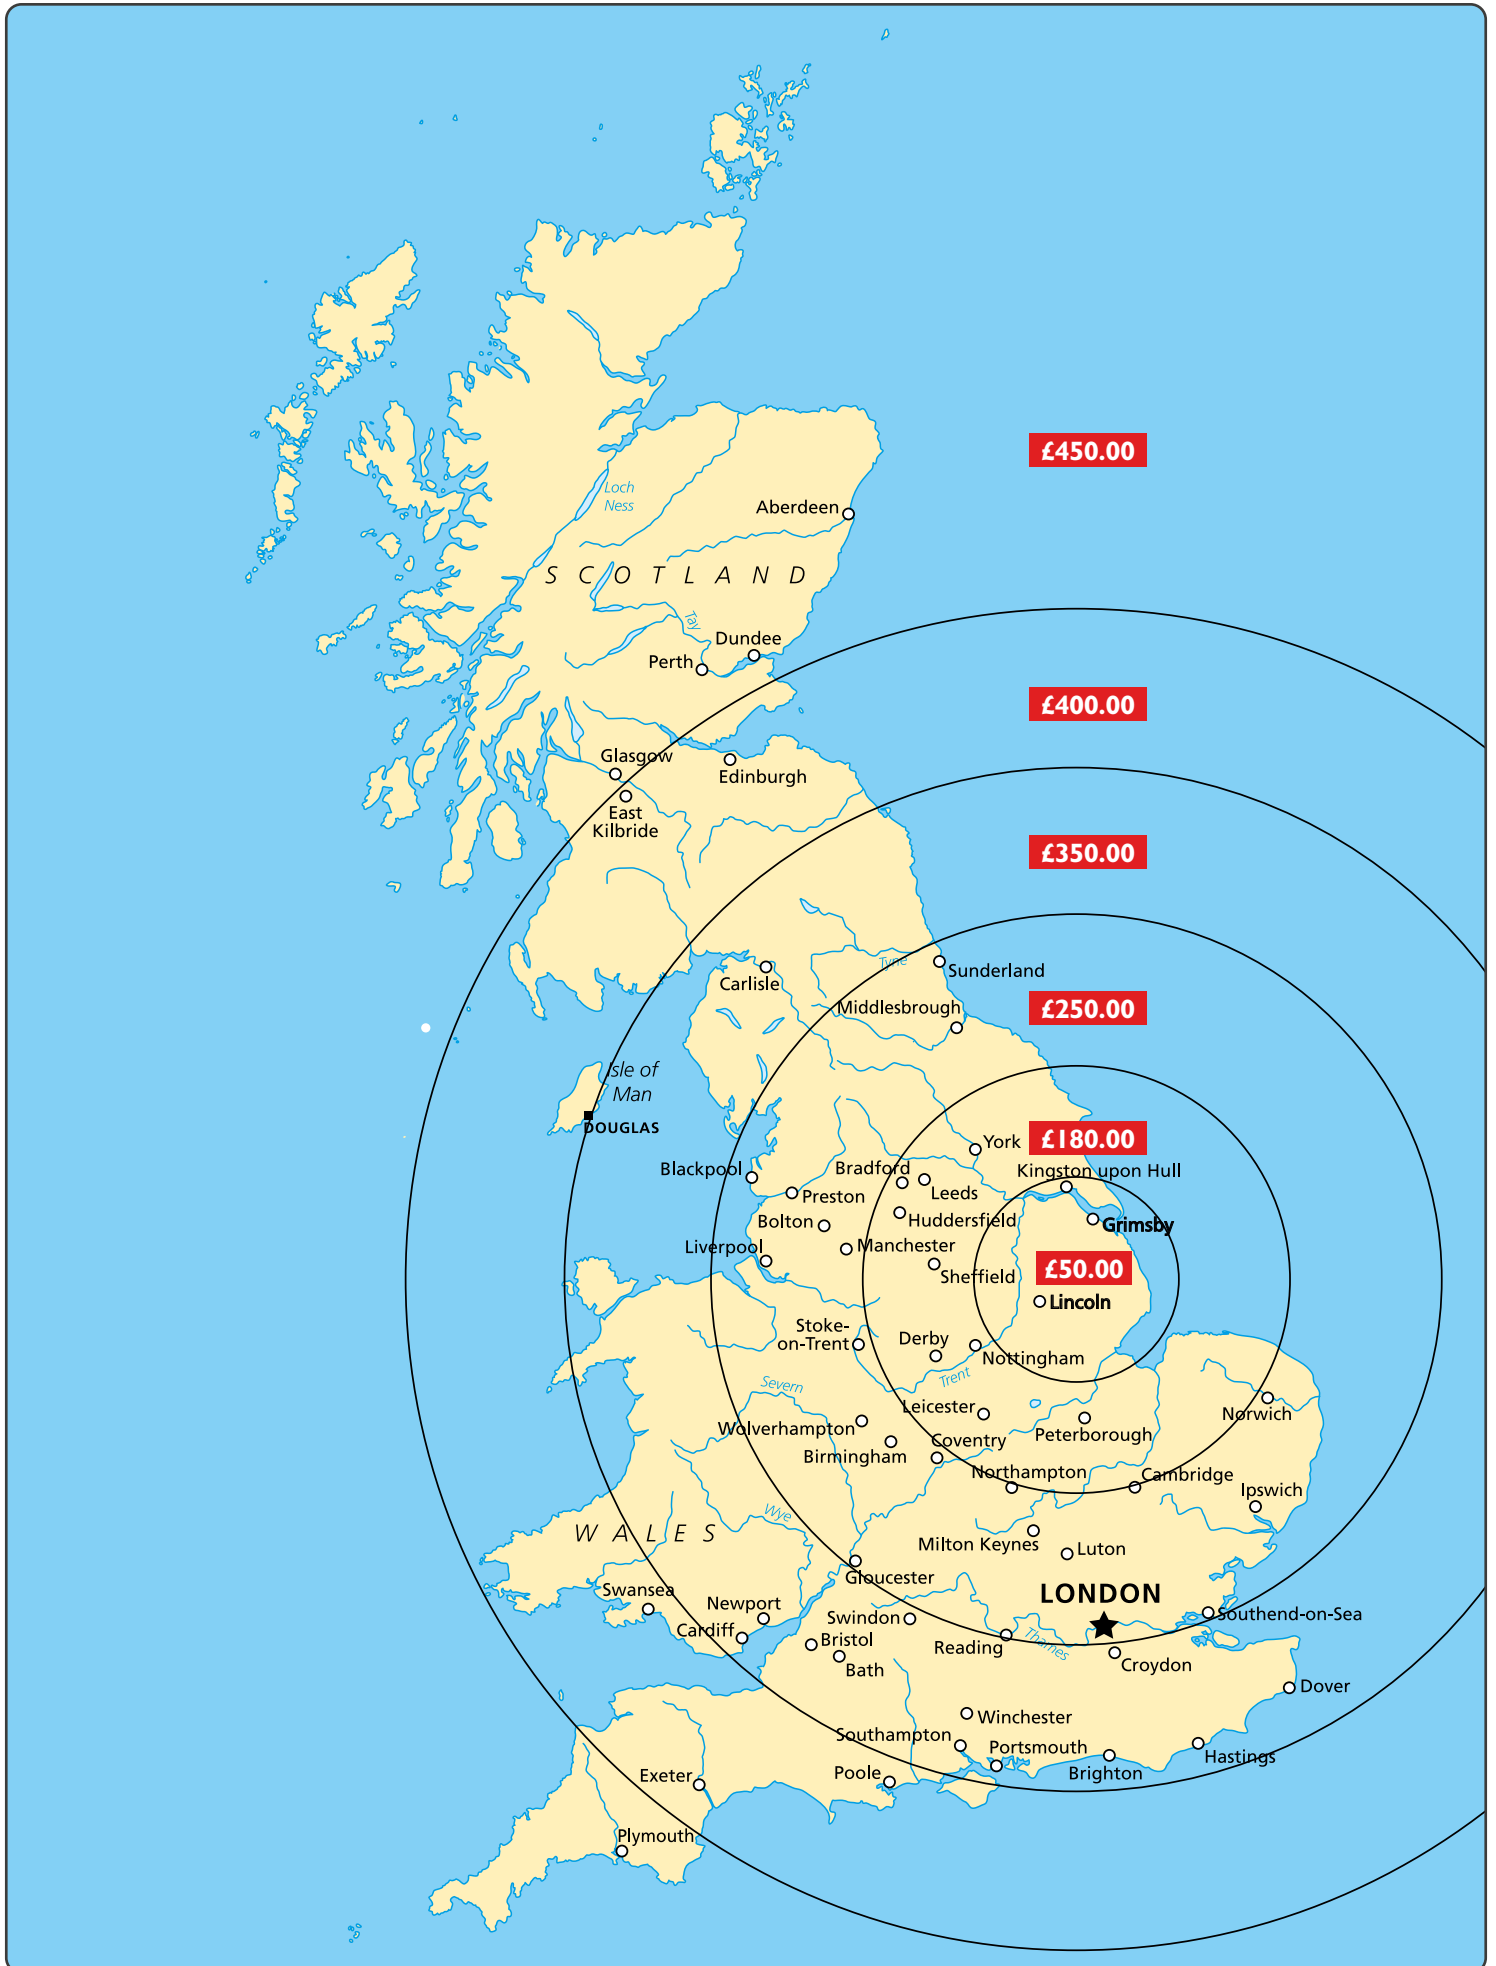 £450.00
Loch
Ness
Aberdeen
SCOTLAND
Tay
Dundee
Perth
£400.00
Glasgow
Edinburgh
East
Kilbride
£350.00
Tyne
Sunderland
Carlisle
Middlesbrough
£250.00
Isle of
Man
DOUGLAS
York
£180.00
Blackpool
Bradford
Kingston upon Hull
Leeds
Preston
Bolton
Huddersfield
Grimsby
Liverpool
Manchester
£50.00
Sheffield
Lincoln
Stoke-
on-Trent
Derby
Nottingham
Trent
Severn
Leicester
Norwich
Wolverhampton
Peterborough
Coventry
Birmingham
Northampton
Cambridge
Ipswich
Wye
WALES
Milton Keynes
Luton
Gloucester
Swansea
LONDON
Newport
Southend-on-Sea
Swindon
Cardiff
Bristol
Reading
Thames
Croydon
Bath
Dover
Winchester
Southampton
Portsmouth
Hastings
Poole
Brighton
Exeter
Plymouth